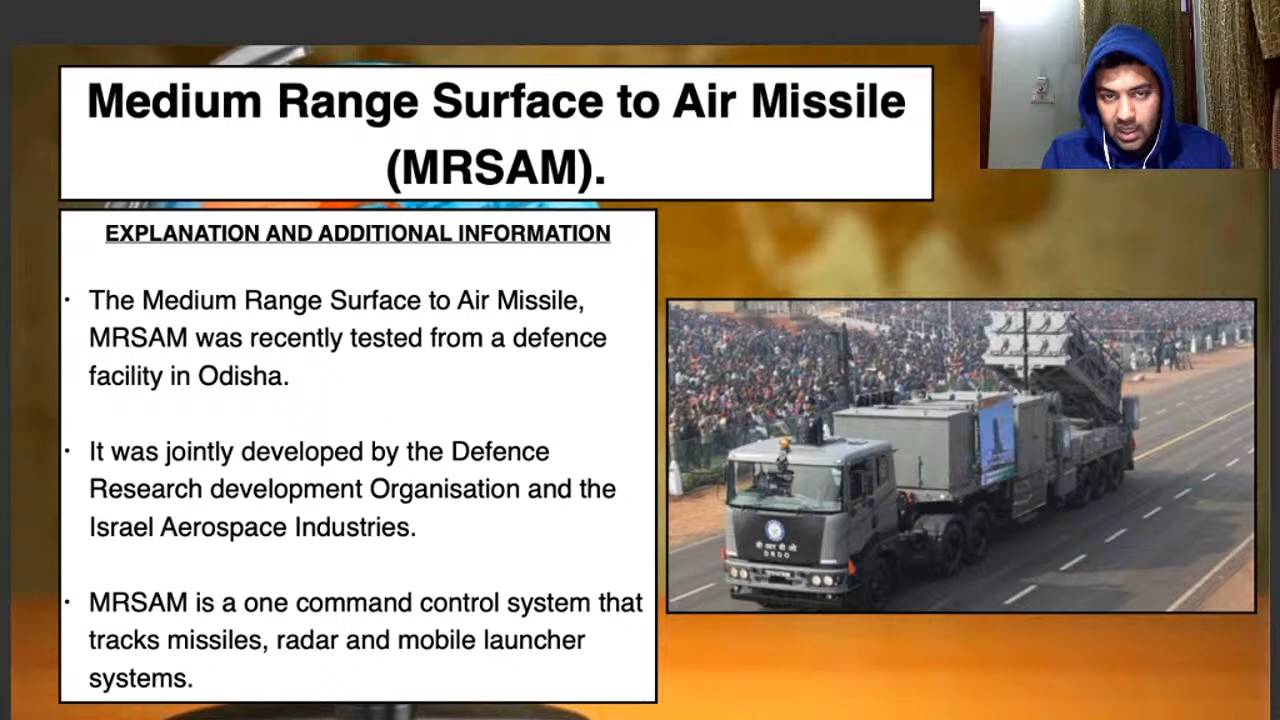 Medium Range Surface to Air Missile
(MRSAM).
EXPLANATION AND ADDITIONAL INFORMATION
· The Medium Range Surface to Air Missile,
MRSAM was recently tested from a defence
facility in Odisha.
· It was jointly developed by the Defence
Research development Organisation and the
Israel Aerospace Industries.
· MRSAM is a one command control system that
tracks missiles, radar and mobile launcher
systems.
डी आर डी ओ
DRDO